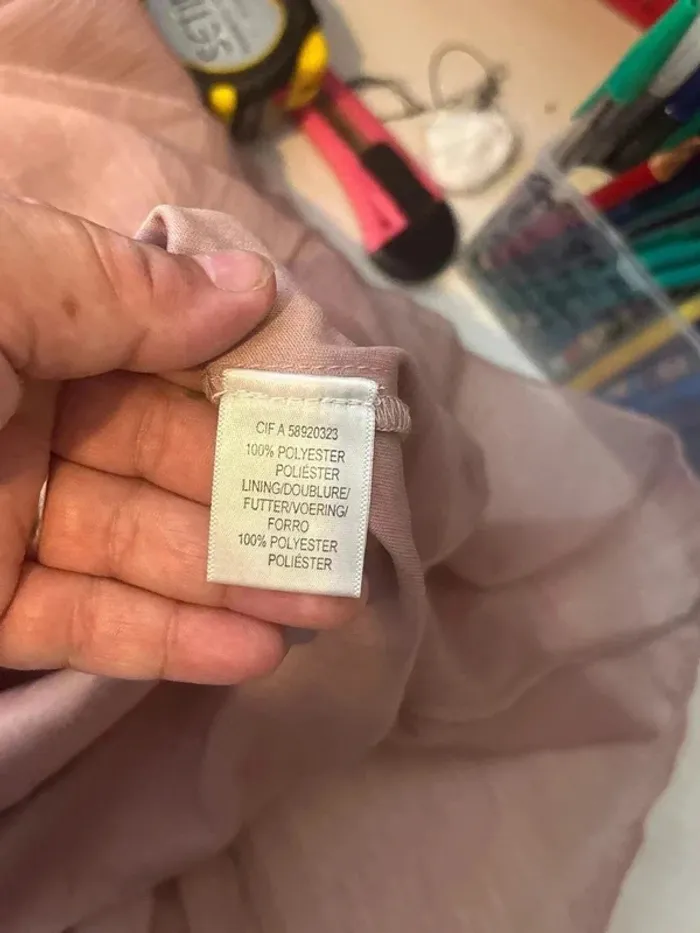 CIF A 58920323
100% POLYESTER
POLIÉSTER
LINING/DOUBLURE/
FUTTER/VOERING/
FORRO
100% POLYESTER
POLIÉSTER